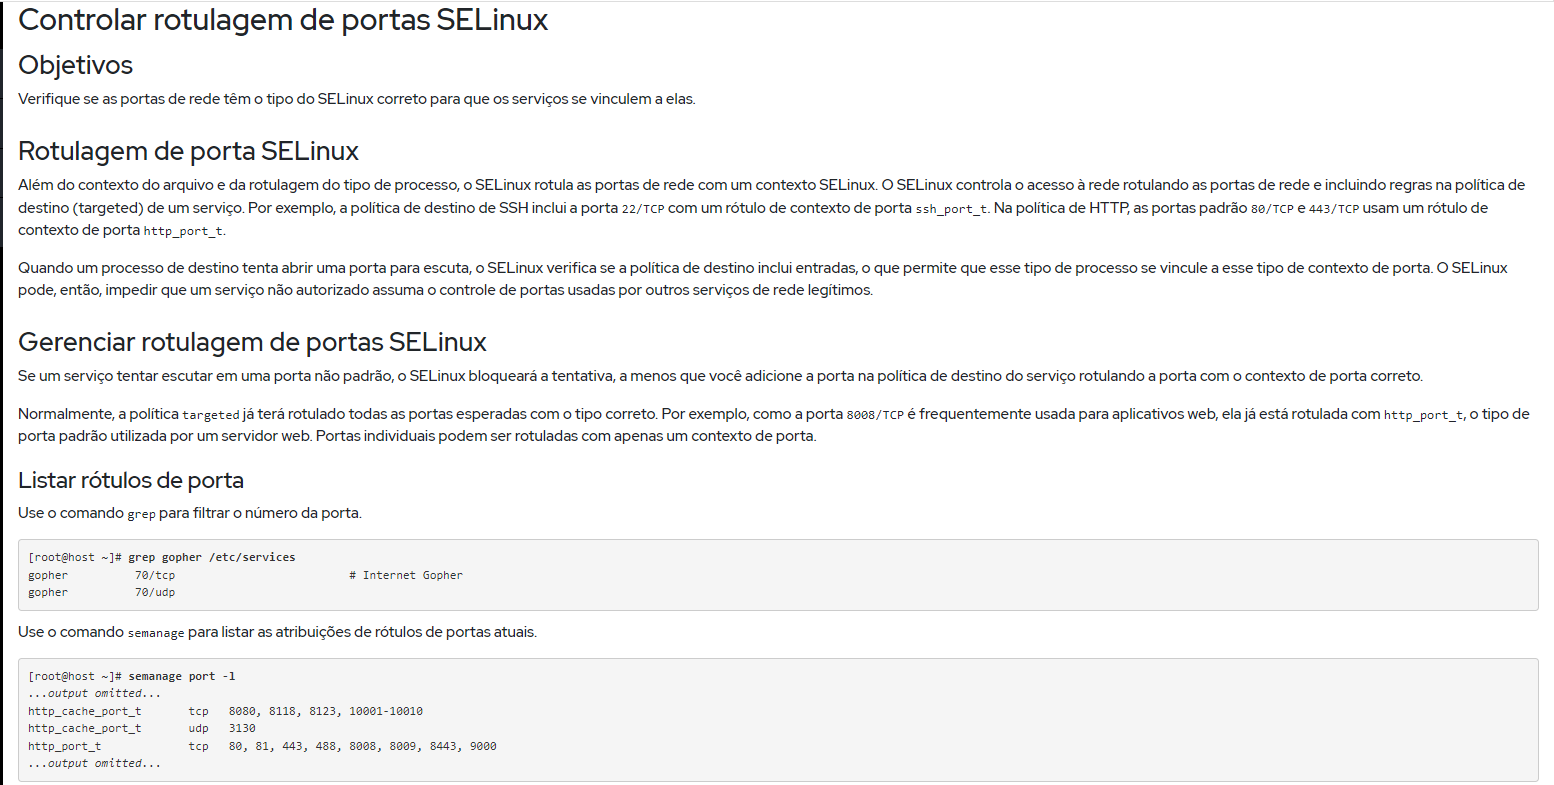 Controlar rotulagem de portas SELinux
Objetivos
Verifique se as portas de rede têm o tipo do SELinux correto para que os serviços se vinculem a elas.
Rotulagem de porta SELinux
Além do contexto do arquivo e da rotulagem do tipo de processo, o SELinux rotula as portas de rede com um contexto SELinux. O SELinux controla o acesso à rede rotulando as portas de rede e incluindo regras na política de
destino (targeted) de um serviço. Por exemplo, a política de destino de SSH inclui a porta 22/TCP com um rótulo de contexto de porta ssh_port_t. Na política de HTTP, as portas padrão 80/TCP e 443/TCP usam um rótulo de
contexto de porta http_port_t.
Quando um processo de destino tenta abrir uma porta para escuta, o SELinux verifica se a política de destino inclui entradas, o que permite que esse tipo de processo se vincule a esse tipo de contexto de porta. O SELinux
pode, então, impedir que um serviço não autorizado assuma o controle de portas usadas por outros serviços de rede legítimos.
Gerenciar rotulagem de portas SELinux
Se um serviço tentar escutar em uma porta não padrão, o SELinux bloqueará a tentativa, a menos que você adicione a porta na política de destino do serviço rotulando a porta com o contexto de porta correto.
Normalmente, a política targeted já terá rotulado todas as portas esperadas com o tipo correto. Por exemplo, como a porta 8008/TCP é frequentemente usada para aplicativos web, ela já está rotulada com http_port_t, o tipo de
porta padrão utilizada por um servidor web. Portas individuais podem ser rotuladas com apenas um contexto de porta.
Listar rótulos de porta
Use o comando grep para filtrar o número da porta.
[root@host ~]# grep gopher /etc/services
gopher          70/tcp                          # Internet Gopher
gopher          70/udp
Use o comando semanage para listar as atribuições de rótulos de portas atuais.
[root@host ~]# semanage port -l
...output omitted...
http_cache_port_t       tcp   8080, 8118, 8123, 10001-10010
http_cache_port_t       udp   3130
http_port_t             tcp   80, 81, 443, 488, 8008, 8009, 8443, 9000
...output omitted...